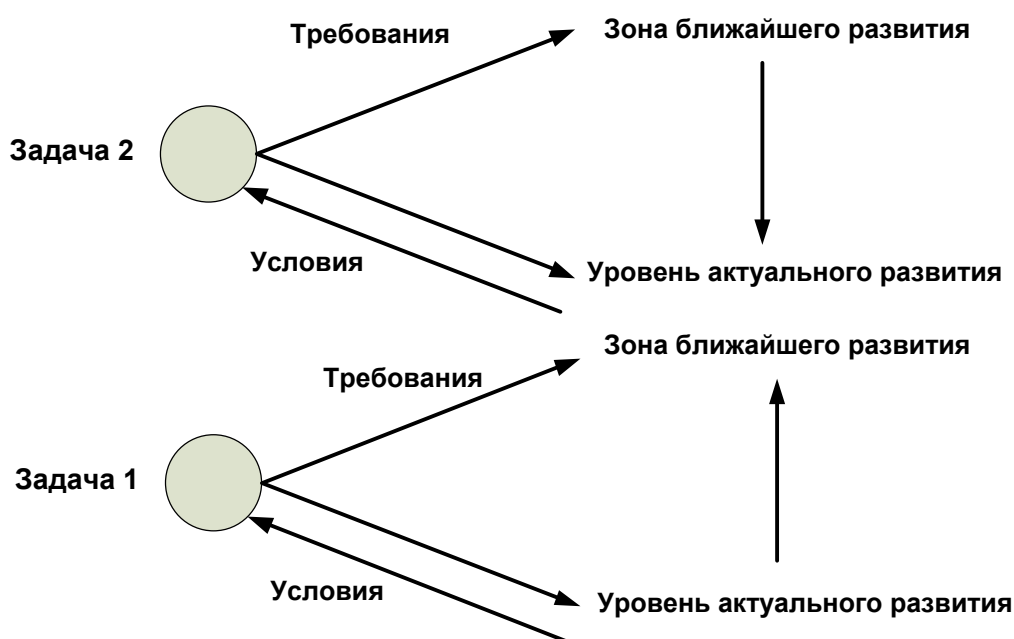 Требования
Зона ближайшего развития
Задача 2
Условия
Уровень актуального развития
Зона ближайшего развития
Требования
Задача 1
Условия
Уровень актуального развития